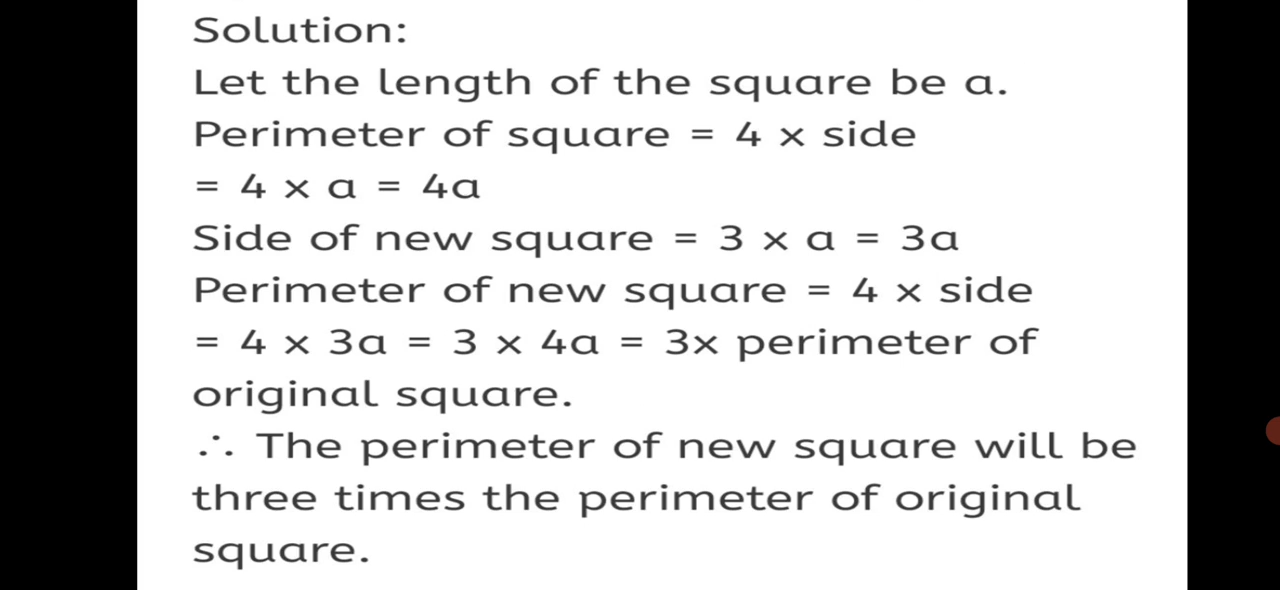 Solution:
Let the length of the square be a.
Perimeter of square = 4 × side
= 4 × a = 4a
Side of new square = 3 × a = 3a
Perimeter of new square = 4 × side
= 4 × 3a = 3 × 4a = 3× perimeter of
original square.
∴ The perimeter of new square will be
three times the perimeter of original
square.